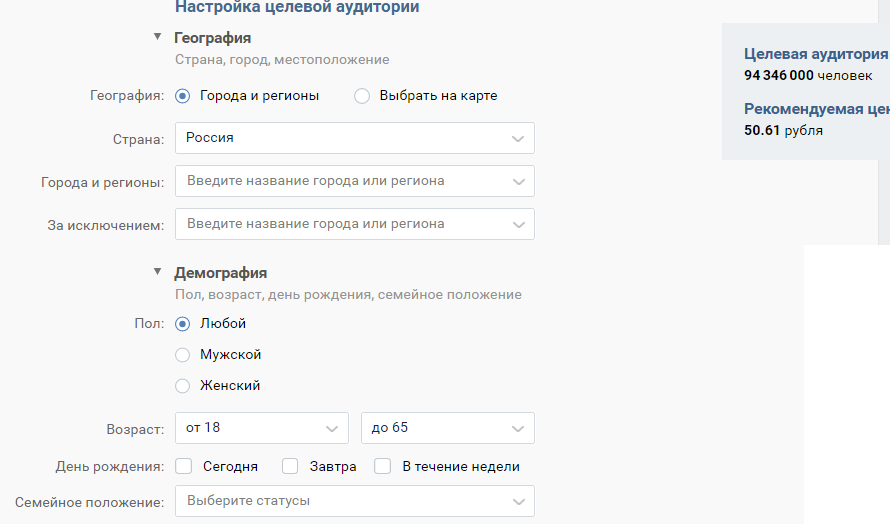 Настройка целевой аудитории
География
Страна, город, местоположение
География: Города и регионы Выбрать на карте
Страна: Россия
Города и регионы: Введите название города или региона
За исключением: Введите название города или региона
Демография
Пол, возраст, день рождения, семейное положение
Пол: Любой
Мужской
Женский
Возраст: от 18 до 65
День рождения: Сегодня Завтра В течение недели
Семейное положение: Выберите статусы
Целевая аудитория
94 346 000 человек
Рекомендуемая цен
50.61 рубля